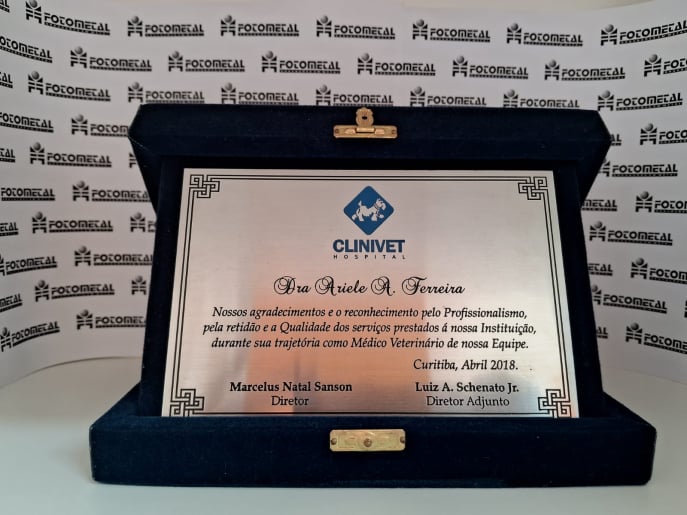 FOTOMETAL
CLINIVET
HOSPITAL
Dra Ariele A. Ferreira
Nossos agradecimentos e o reconhecimento pelo Profissionalismo,
pela retidão e a Qualidade dos serviços prestados á nossa Instituição,
durante sua trajetória como Médico Veterinário de nossa Equipe.
Curitiba, Abril 2018.
Marcelus Natal Sanson
Diretor
Luiz A. Schenato Jr.
Diretor Adjunto